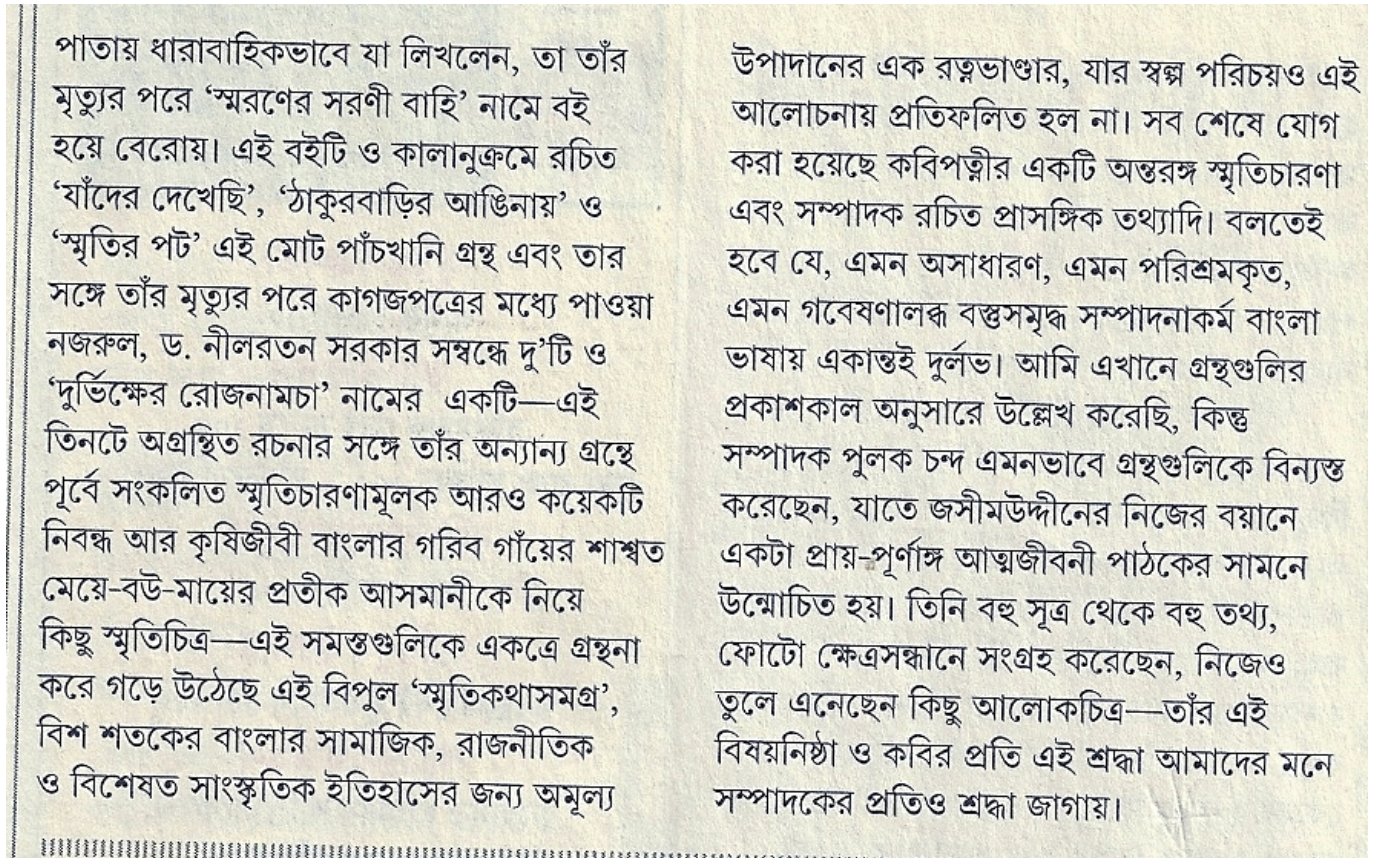 পাতায় ধারাবাহিকভাবে যা লিখলেন, তা তাঁর
মৃত্যুর পরে ‘স্মরণের সরণী বাহি’ নামে বই
হয়ে বেরোয়। এই বইটি ও কালানুক্রমে রচিত
‘যাঁদের দেখেছি’, ‘ঠাকুরবাড়ির আঙিনায়’ ও
‘স্মৃতির পট’ এই মোট পাঁচখানি গ্রন্থ এবং তার
সঙ্গে তাঁর মৃত্যুর পরে কাগজপত্রের মধ্যে পাওয়া
নজরুল, ড. নীলরতন সরকার সম্বন্ধে দু’টি ও
‘দুর্ভিক্ষের রোজনামচা’ নামের একটি—এই
তিনটে অগ্রন্থিত রচনার সঙ্গে তাঁর অন্যান্য গ্রন্থে
পূর্বে সংকলিত স্মৃতিচারণামূলক আরও কয়েকটি
নিবন্ধ আর কৃষিজীবী বাংলার গরিব গাঁয়ের শাশ্বত
মেয়ে-বউ-মায়ের প্রতীক আসমানীকে নিয়ে
কিছু স্মৃতিচিত্র—এই সমস্তগুলিকে একত্রে গ্রন্থনা
করে গড়ে উঠেছে এই বিপুল ‘স্মৃতিকথাসমগ্র’,
বিশ শতকের বাংলার সামাজিক, রাজনীতিক
ও বিশেষত সাংস্কৃতিক ইতিহাসের জন্য অমূল্য
উপাদানের এক রত্নভাণ্ডার, যার স্বল্প পরিচয়ও এই
আলোচনায় প্রতিফলিত হল না। সব শেষে যোগ
করা হয়েছে কবিপত্নীর একটি অন্তরঙ্গ স্মৃতিচারণা
এবং সম্পাদক রচিত প্রাসঙ্গিক তথ্যাদি। বলতেই
হবে যে, এমন অসাধারণ, এমন পরিশ্রমকৃত,
এমন গবেষণালব্ধ বস্তুসমৃদ্ধ সম্পাদনাকর্ম বাংলা
ভাষায় একান্তই দুর্লভ। আমি এখানে গ্রন্থগুলির
প্রকাশকাল অনুসারে উল্লেখ করেছি, কিন্তু
সম্পাদক পুলক চন্দ এমনভাবে গ্রন্থগুলিকে বিন্যস্ত
করেছেন, যাতে জসীমউদ্দীনের নিজের বয়ানে
একটা প্রায়-পূর্ণাঙ্গ আত্মজীবনী পাঠকের সামনে
উন্মোচিত হয়। তিনি বহু সূত্র থেকে বহু তথ্য,
ফোটো ক্ষেত্রসন্ধানে সংগ্রহ করেছেন, নিজেও
তুলে এনেছেন কিছু আলোকচিত্র—তাঁর এই
বিষয়নিষ্ঠা ও কবির প্রতি এই শ্রদ্ধা আমাদের মনে
সম্পাদকের প্রতিও শ্রদ্ধা জাগায়।